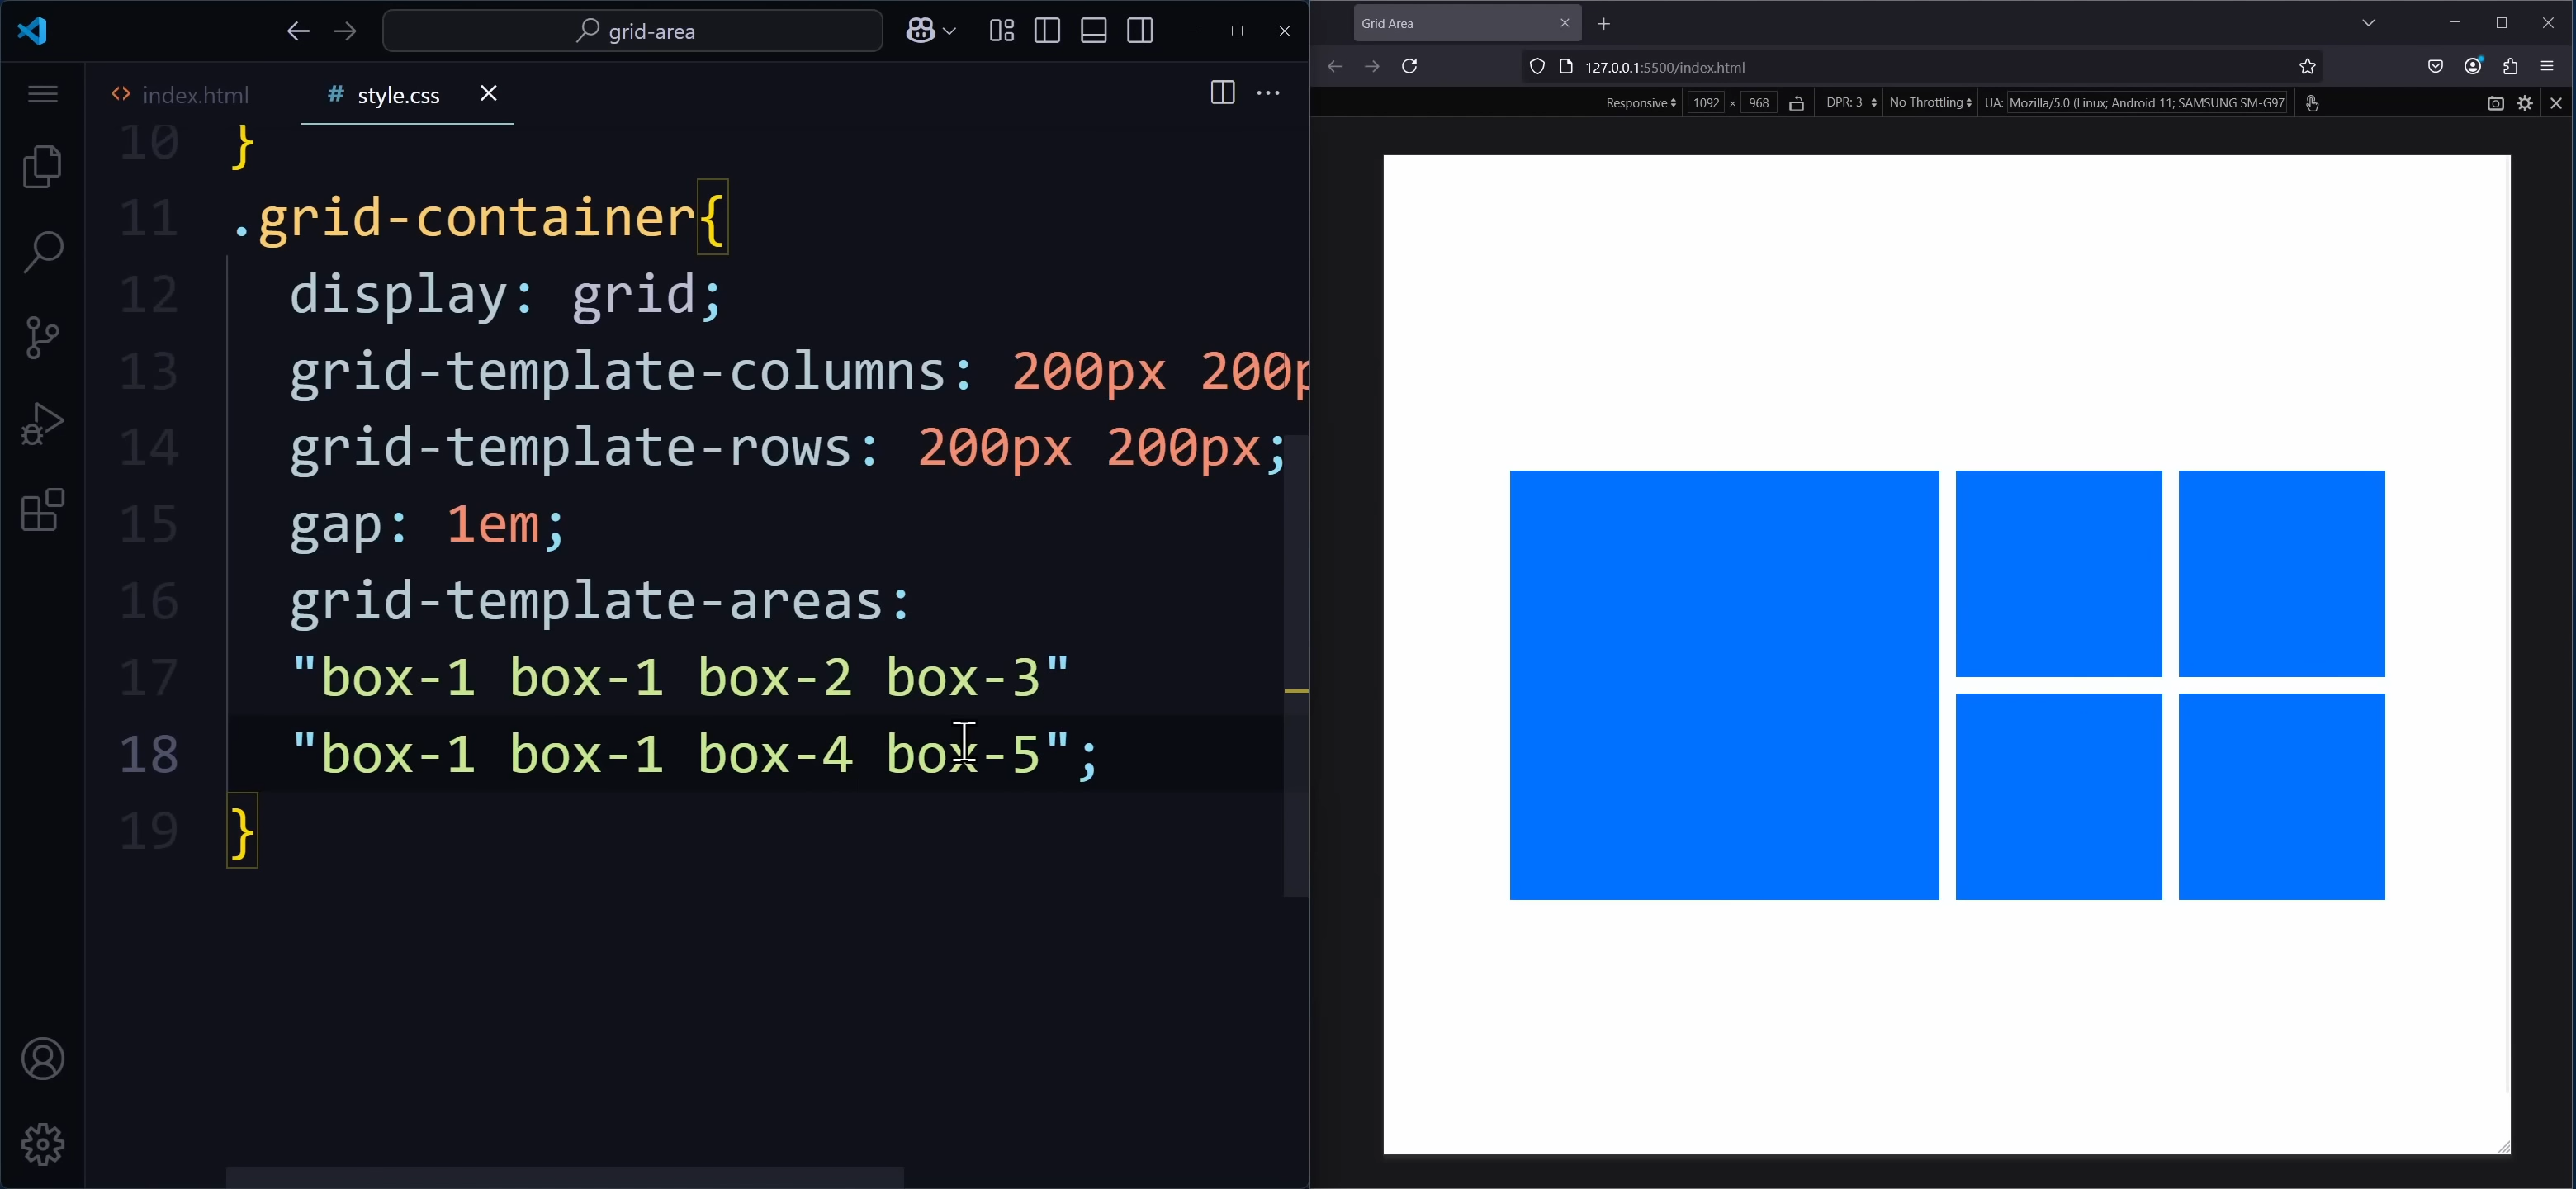 grid-area
index.html
# style.css
10 }
11 .grid-container{
12 display: grid;
13 grid-template-columns: 200px 200p
14 grid-template-rows: 200px 200px;
15 gap: 1em;
16 grid-template-areas:
17 "box-1 box-1 box-2 box-3"
18 "box-1 box-1 box-4 box-5";
19 }
Grid Area
127.0.0.1:5500/index.html
Responsive 1092 × 968 DPR: 3 No Throttling UA: Mozilla/5.0 (Linux; Android 11; SAMSUNG SM-G97